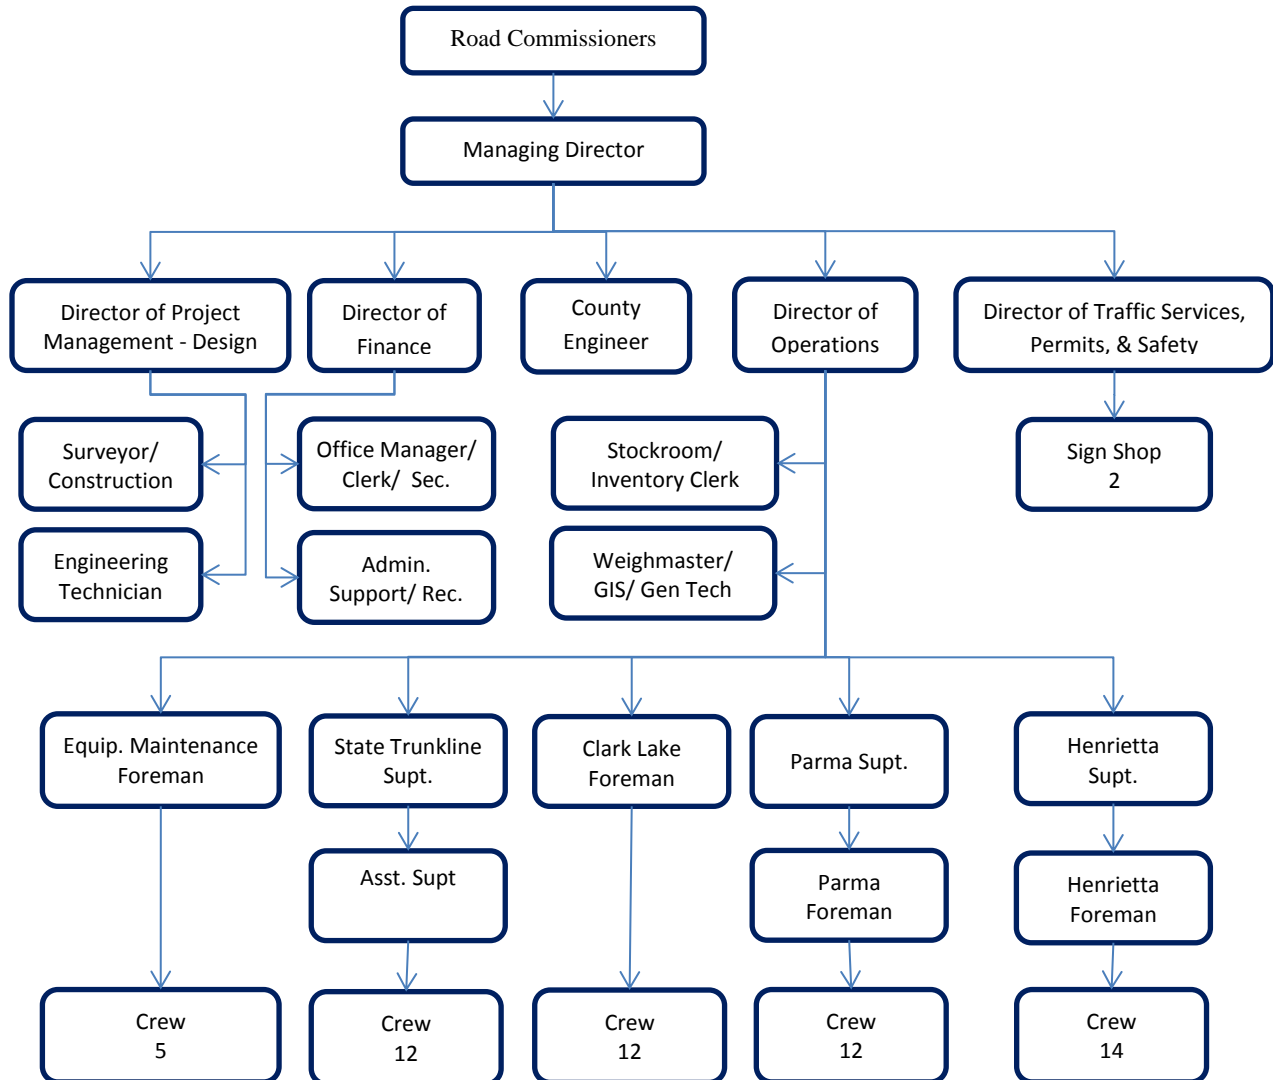 Road Commissioners
Managing Director
Director of Project
Management - Design
Director of
Finance
County
Engineer
Director of
Operations
Director of Traffic Services,
Permits, & Safety
Surveyor/
Construction
Office Manager/
Clerk/ Sec.
Stockroom/
Inventory Clerk
Sign Shop
2
Engineering
Technician
Admin.
Support/ Rec.
Weighmaster/
GIS/ Gen Tech
Equip. Maintenance
Foreman
State Trunkline
Supt.
Clark Lake
Foreman
Parma Supt.
Henrietta
Supt.
Asst. Supt
Parma
Foreman
Henrietta
Foreman
Crew
5
Crew
12
Crew
12
Crew
12
Crew
14